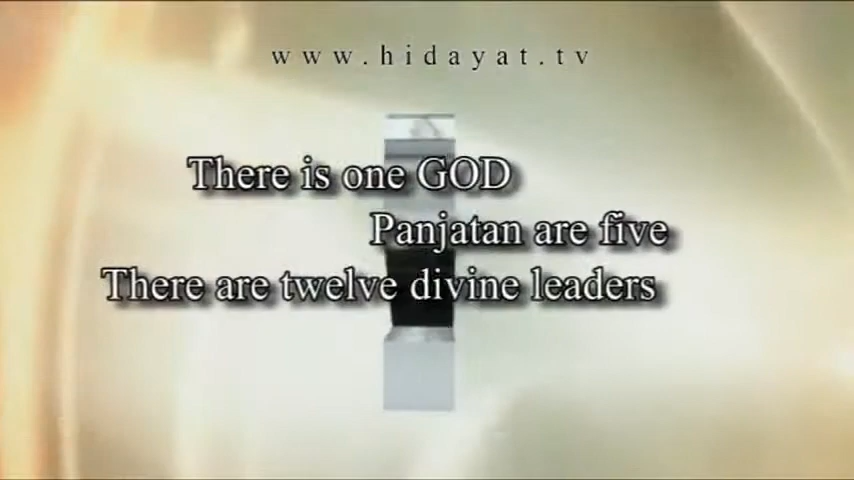 www.hidayat.tv
There is one GOD
Panjatan are five
There are twelve divine leaders